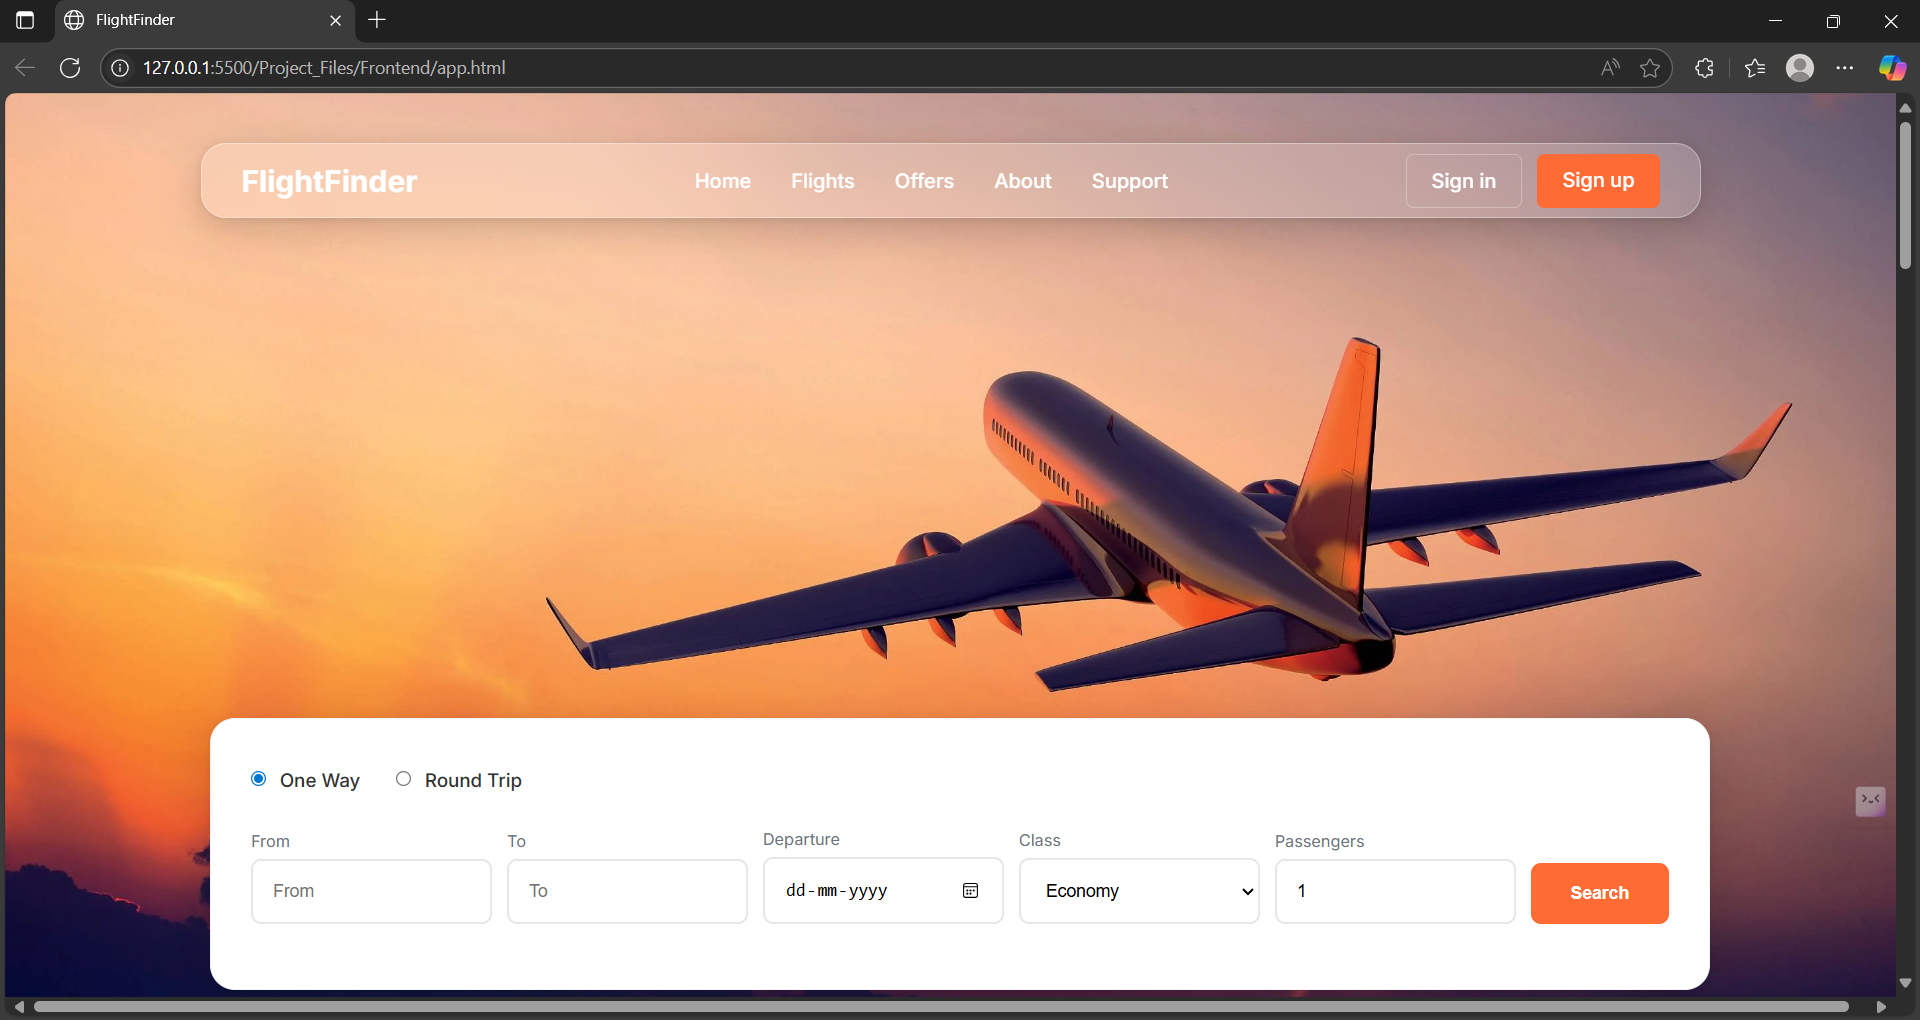 FlightFinder
127.0.0.1:5500/Project_Files/Frontend/app.html
FlightFinder
Home Flights Offers About Support
Sign in Sign up
One Way Round Trip
From To Departure Class Passengers
From To dd-mm-yyyy Economy 1 Search